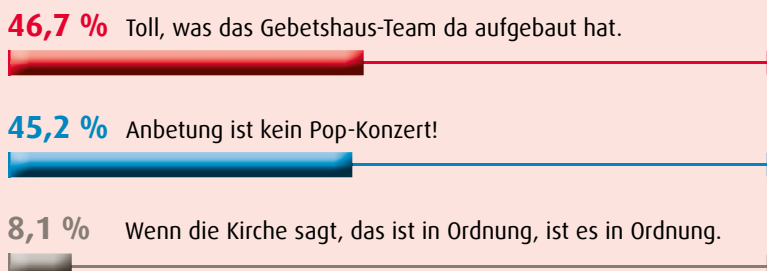 46,7 % Toll, was das Gebetshaus-Team da aufgebaut hat.
45,2 % Anbetung ist kein Pop-Konzert!
8,1 % Wenn die Kirche sagt, das ist in Ordnung, ist es in Ordnung.